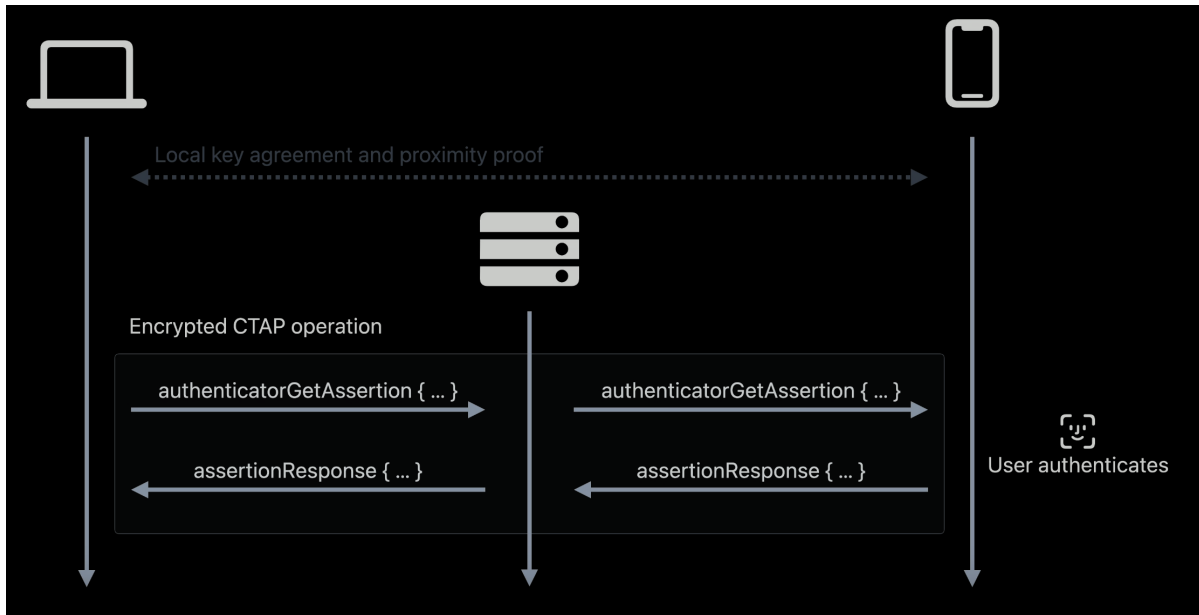 Local key agreement and proximity proof
Encrypted CTAP operation
authenticatorGetAssertion { ... }
authenticatorGetAssertion { ... }
assertionResponse { ... }
assertionResponse { ... }
User authenticates